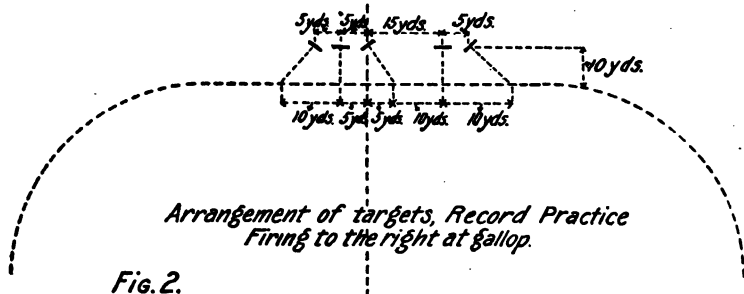 5yds. 5yds. 15yds. 5yds.
10yds.
10yds. 5yds. 5yds. 10yds. 10yds.
Arrangement of targets, Record Practice
Firing to the right at gallop.
Fig. 2.